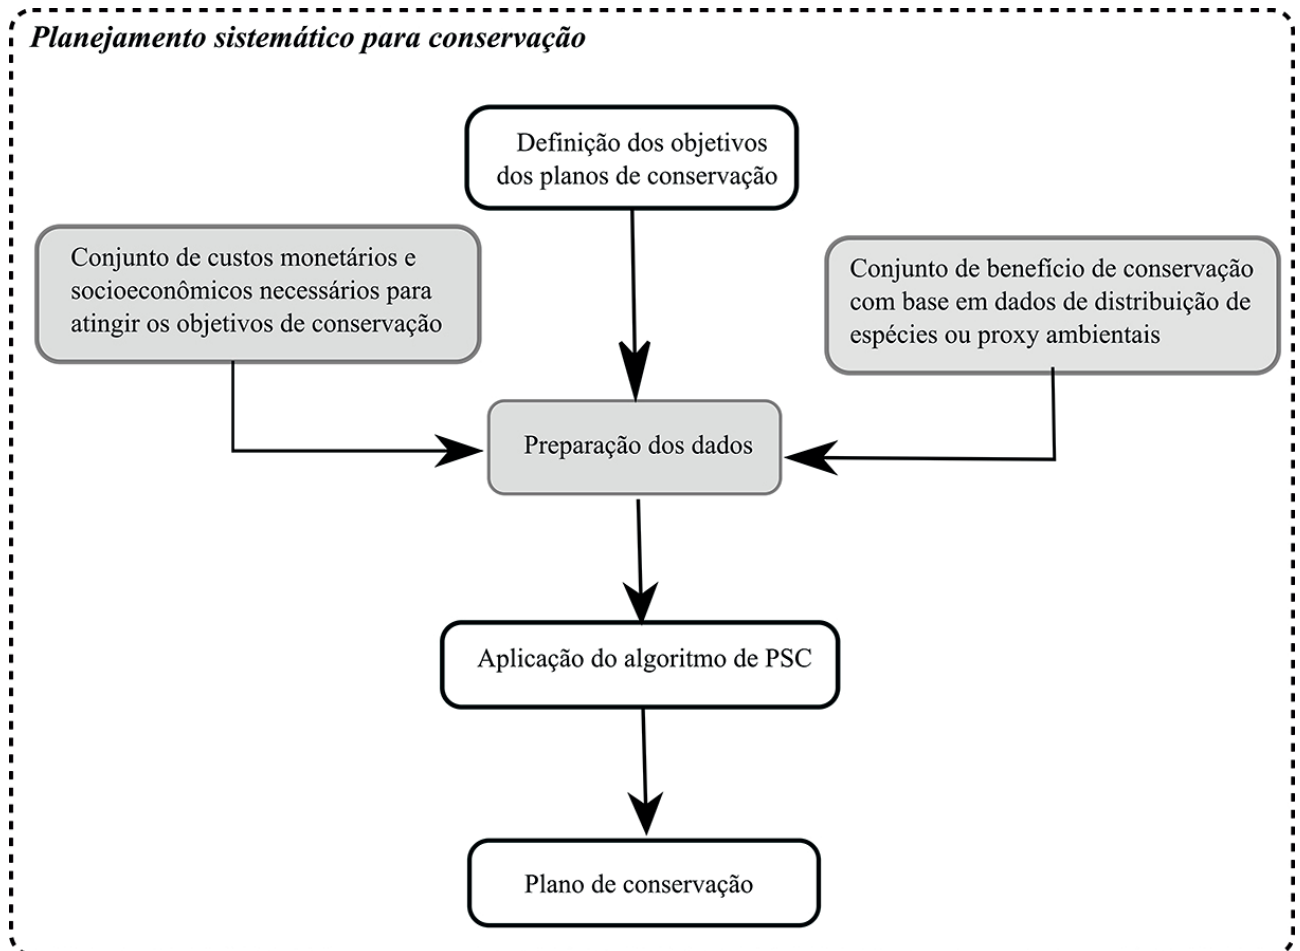 Planejamento sistemático para conservação
Definição dos objetivos
dos planos de conservação
Conjunto de custos monetários e
socioeconômicos necessários para
atingir os objetivos de conservação
Conjunto de benefício de conservação
com base em dados de distribuição de
espécies ou proxy ambientais
Preparação dos dados
Aplicação do algoritmo de PSC
Plano de conservação